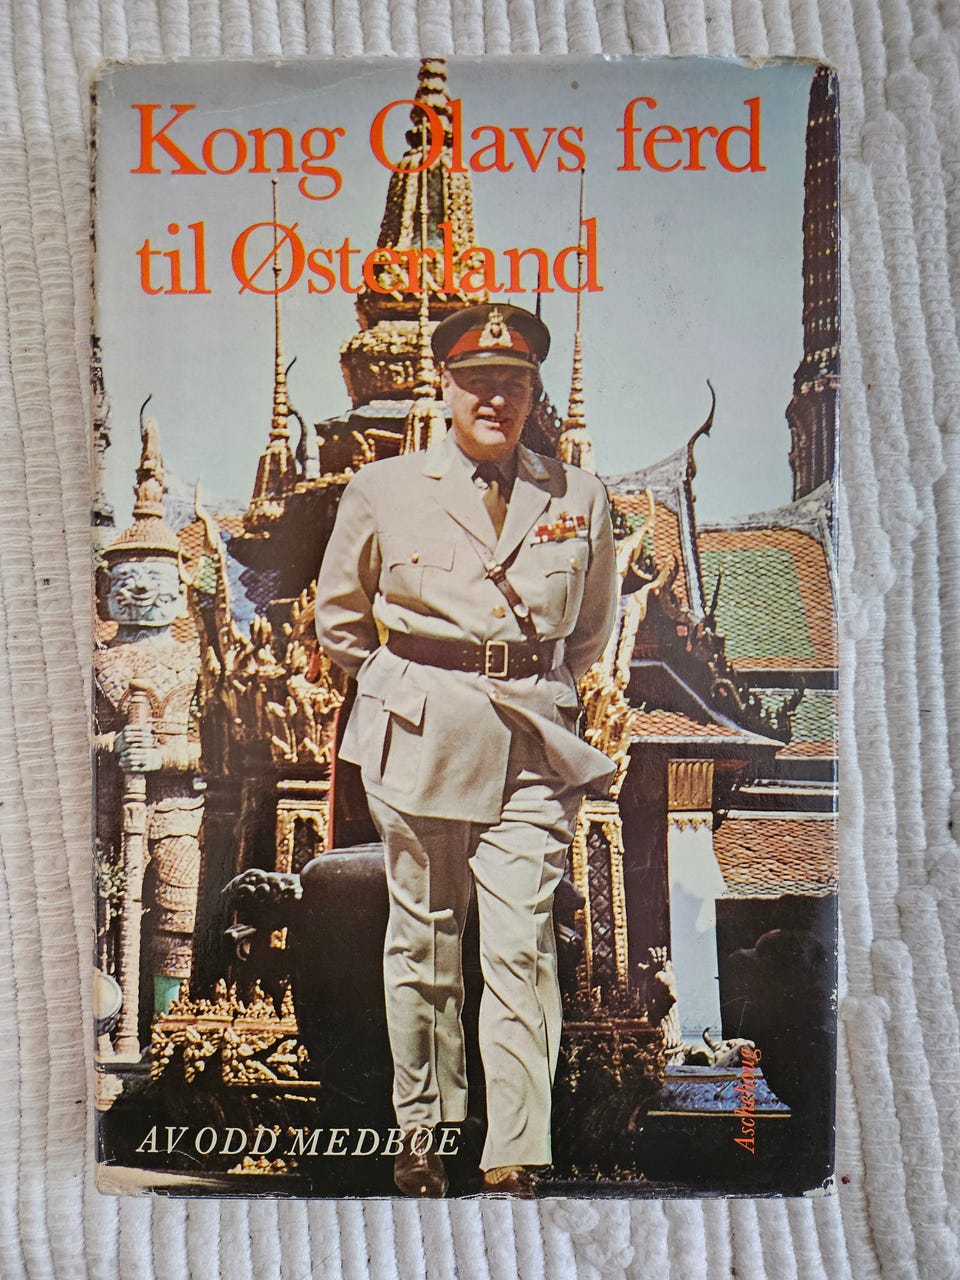 Kong Olavs ferd
til Østerland
AV ODD MEDBØE
Aschehoug